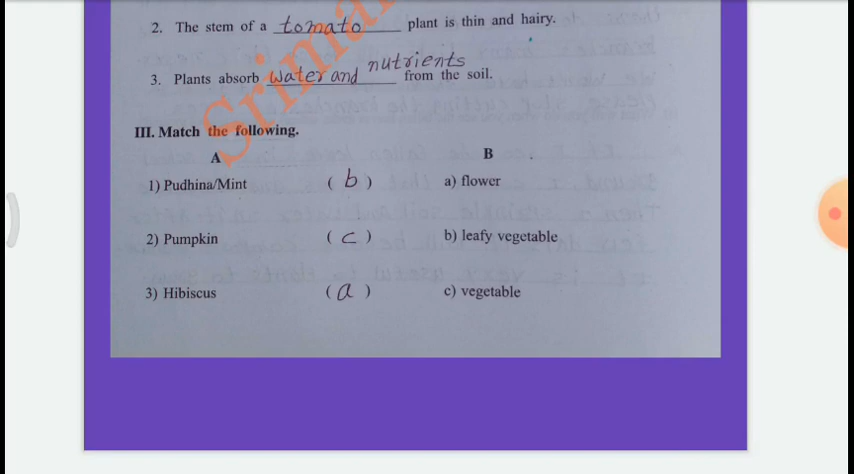 2. The stem of a tomato plant is thin and hairy.
nutrients
3. Plants absorb water and from the soil.
III. Match the following.
A B
1) Pudhina/Mint ( b ) a) flower
2) Pumpkin ( c ) b) leafy vegetable
3) Hibiscus ( a ) c) vegetable